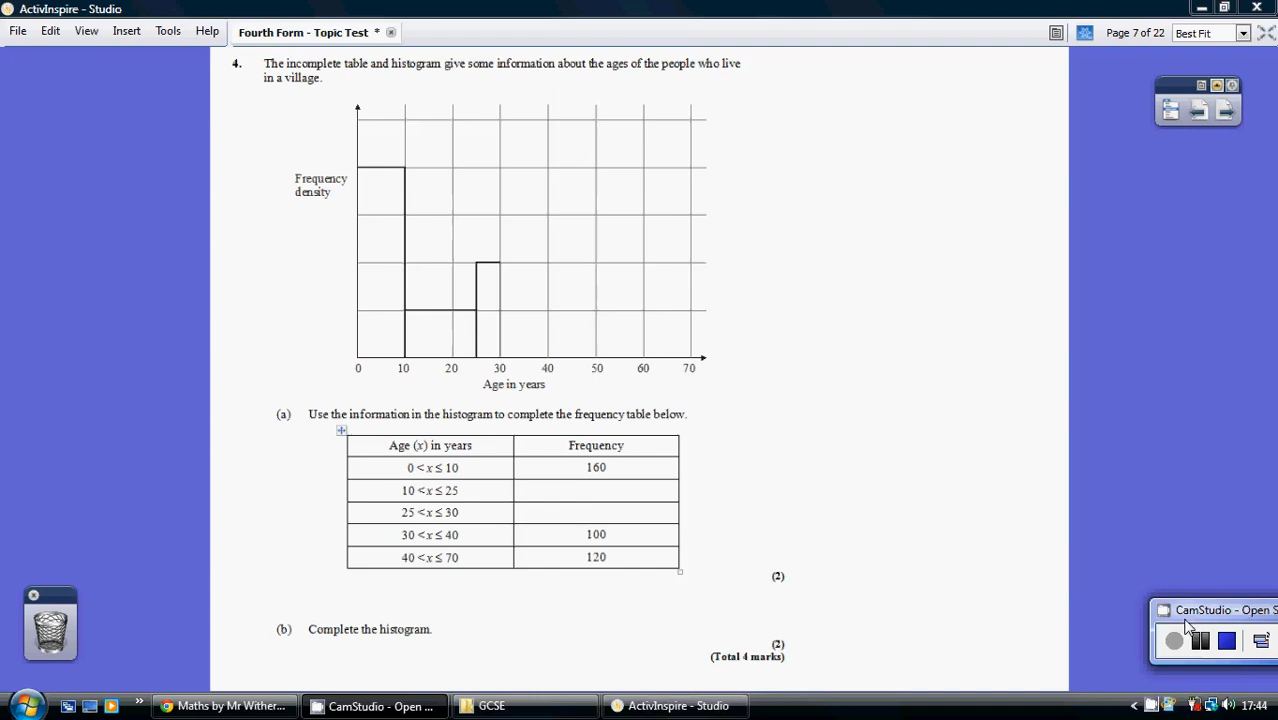 ActivInspire - Studio
File Edit View Insert Tools Help
Fourth Form - Topic Test *
Page 7 of 22
Best Fit
4. The incomplete table and histogram give some information about the ages of the people who live
in a village.
Frequency
density
0 10 20 30 40 50 60 70
Age in years
(a) Use the information in the histogram to complete the frequency table below.
Age (x) in years Frequency
0 < x ≤ 10 160
10 < x ≤ 25
25 < x ≤ 30
30 < x ≤ 40 100
40 < x ≤ 70 120
(2)
(b) Complete the histogram.
(2)
(Total 4 marks)
CamStudio - Open S
Maths by Mr Wither...
CamStudio - Open ...
GCSE
ActivInspire - Studio
17:44